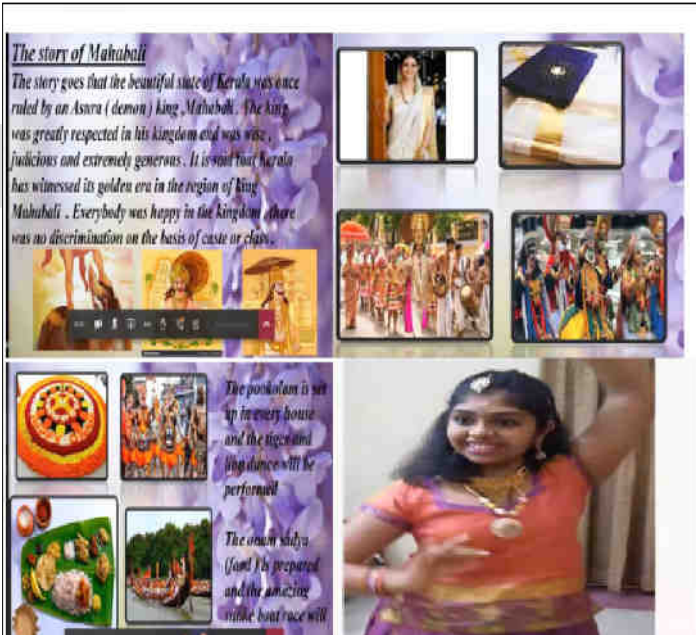 The story of Mahabali
The story goes that the beautiful state of Kerala was once
ruled by an Asura ( demon ) king , Mahabali . The king
was greatly respected in his kingdom and was wise ,
judicious and extremely generous . It is said that Kerala
has witnessed its golden era in the region of king
Mahabali . Everybody was happy in the kingdom , there
was no discrimination on the basis of caste or class .
The pookolam is set
up in every house
and the tiger and
lion dance will be
performed
The onam sadya
(food ) is prepared
and the amazing
snake boat race will